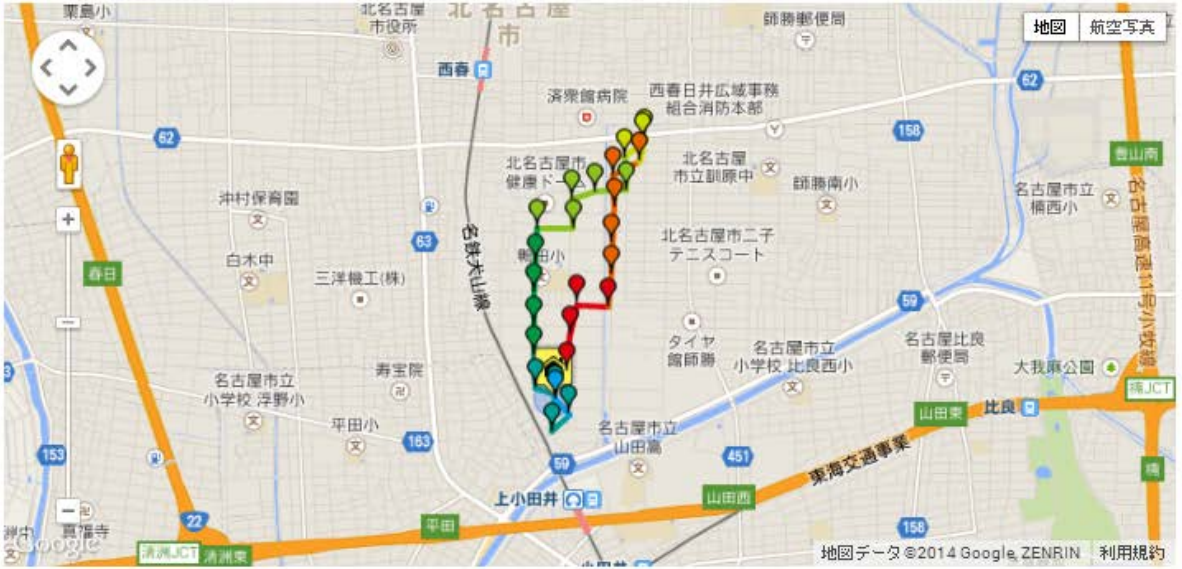 北名古屋
市
栗島小
北名古屋
市役所
師勝郵便局
地図
航空写真
西春
62
済衆館病院
西春日井広域事務
組合消防本部
62
158
豊山南
北名古屋市
健康ドーム
北名古屋
市立訓原中
師勝南小
名古屋市立
楠西小
沖村保育園
63
名鉄犬山線
鴨田小
北名古屋市二子
テニスコート
名古屋高速11号小牧線
春日
白木中
三洋機工(株)
59
タイヤ
館師勝
名古屋市立
小学校 比良西小
名古屋比良
郵便局
大我麻公園
楠JCT
寿宝院
名古屋市立
小学校 浮野小
平田小
163
名古屋市立
山田高
山田東
比良
153
59
451
東海交通事業
楠
上小田井
山田西
22
平田
158
真福寺
Google
清洲JCT
清洲東
小田井
地図データ ©2014 Google, ZENRIN
利用規約